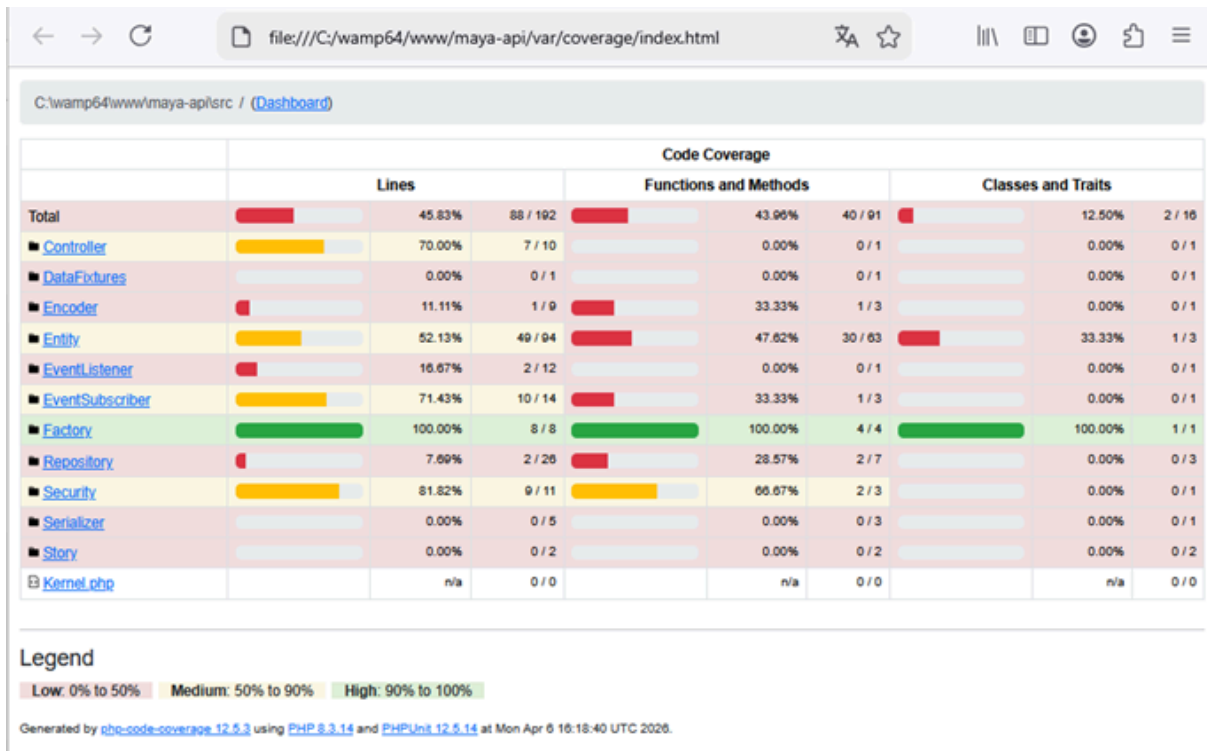 file:///C:/wamp64/www/maya-api/var/coverage/index.html
C:\wamp64\www\maya-api\src / (Dashboard)
Code Coverage
Lines Functions and Methods Classes and Traits
Total 45.83% 88 / 192 43.96% 40 / 91 12.50% 2 / 16
Controller 70.00% 7 / 10 0.00% 0 / 1 0.00% 0 / 1
DataFixtures 0.00% 0 / 1 0.00% 0 / 1 0.00% 0 / 1
Encoder 11.11% 1 / 9 33.33% 1 / 3 0.00% 0 / 1
Entity 52.13% 49 / 94 47.62% 30 / 63 33.33% 1 / 3
EventListener 16.67% 2 / 12 0.00% 0 / 1 0.00% 0 / 1
EventSubscriber 71.43% 10 / 14 33.33% 1 / 3 0.00% 0 / 1
Factory 100.00% 8 / 8 100.00% 4 / 4 100.00% 1 / 1
Repository 7.69% 2 / 26 28.57% 2 / 7 0.00% 0 / 3
Security 81.82% 9 / 11 66.67% 2 / 3 0.00% 0 / 1
Serializer 0.00% 0 / 5 0.00% 0 / 3 0.00% 0 / 1
Story 0.00% 0 / 2 0.00% 0 / 2 0.00% 0 / 2
Kernel.php n/a 0 / 0 n/a 0 / 0 n/a 0 / 0
Legend
Low: 0% to 50% Medium: 50% to 90% High: 90% to 100%
Generated by php-code-coverage 12.5.3 using PHP 8.3.14 and PHPUnit 12.5.14 at Mon Apr 6 16:18:40 UTC 2026.